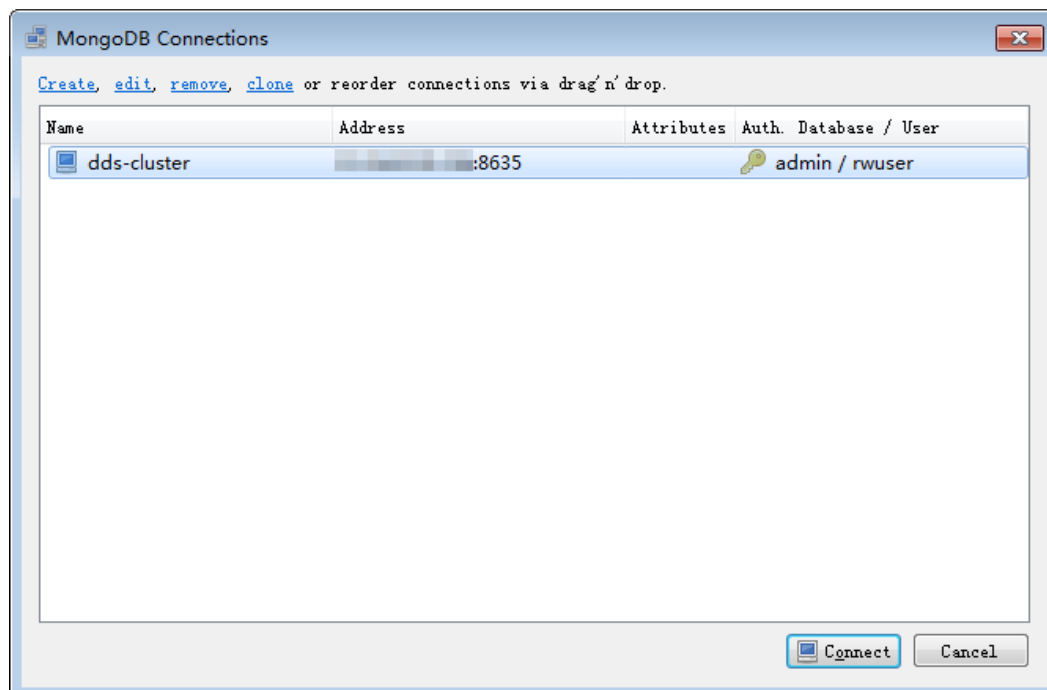 MongoDB Connections
Create, edit, remove, clone or reorder connections via drag'n'drop.
Name Address Attributes Auth. Database / User
dds-cluster :8635 admin / rwuser
Connect Cancel